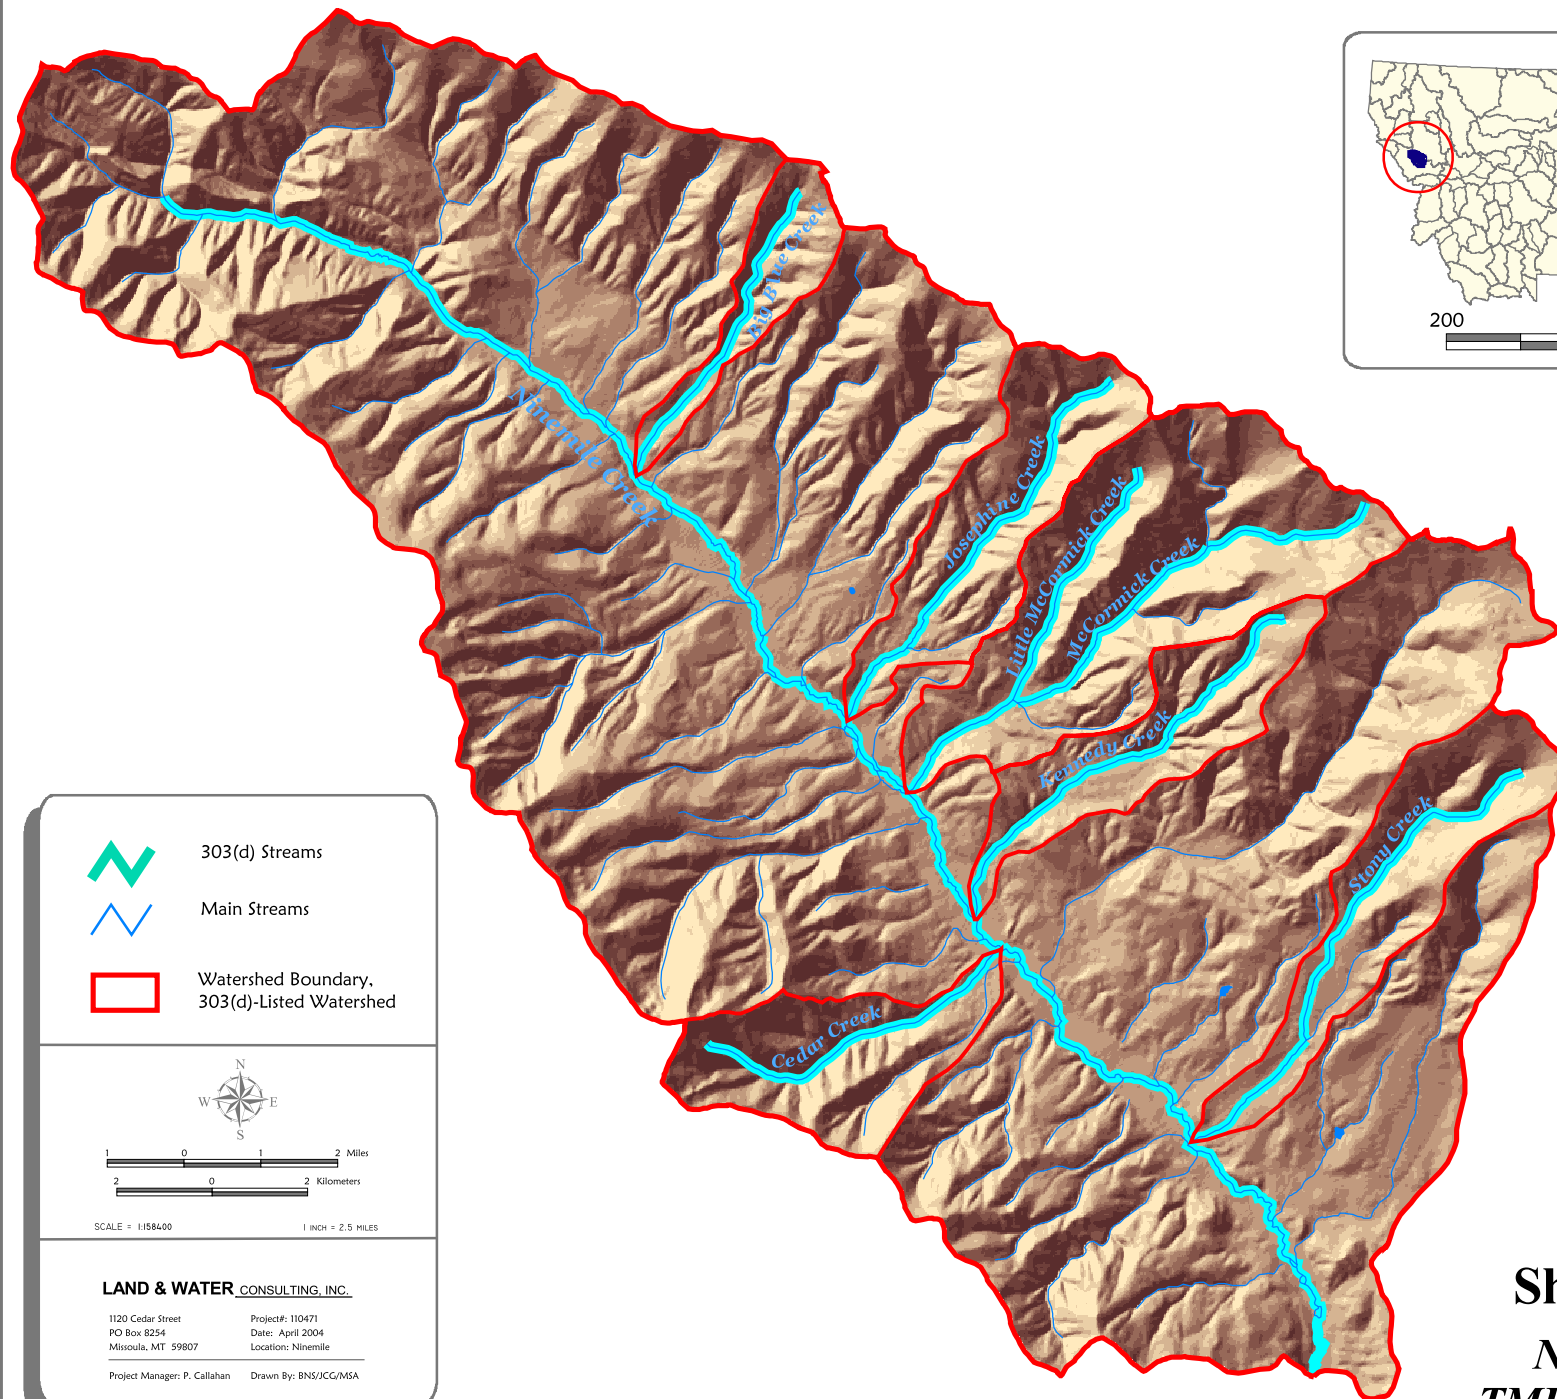 Big Blue Creek
Ninemile Creek
Josephine Creek
Little McCormick Creek
McCormick Creek
Kennedy Creek
Stony Creek
Cedar Creek
200
303(d) Streams
Main Streams
Watershed Boundary,
303(d)-Listed Watershed
N
W E
S
1 0 1 2 Miles
2 0 2 Kilometers
SCALE = 1:158400 1 INCH = 2.5 MILES
LAND & WATER CONSULTING, INC.
1120 Cedar Street
PO Box 8254
Missoula, MT 59807
Project#: 110471
Date: April 2004
Location: Ninemile
Project Manager: P. Callahan Drawn By: BNS/JCG/MSA
Sh
N